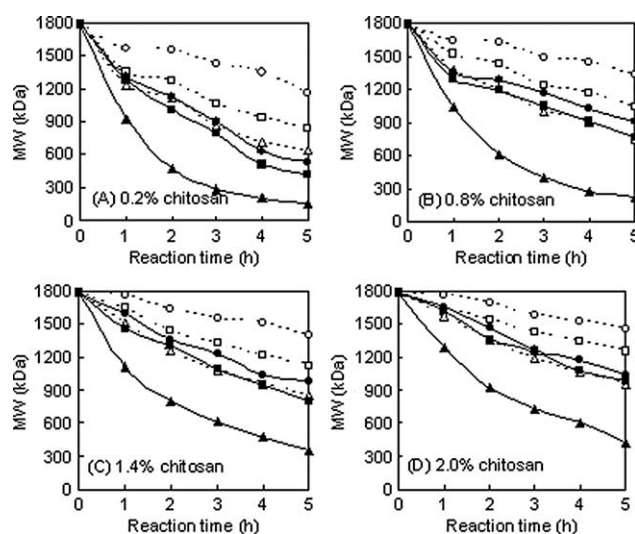 1800
1500
1200
900
600
300
0
MW (kDa)
(A) 0.2% chitosan
0 1 2 3 4 5
Reaction time (h)
1800
1500
1200
900
600
300
0
MW (kDa)
(B) 0.8% chitosan
0 1 2 3 4 5
Reaction time (h)
1800
1500
1200
900
600
300
0
MW (kDa)
(C) 1.4% chitosan
0 1 2 3 4 5
Reaction time (h)
1800
1500
1200
900
600
300
0
MW (kDa)
(D) 2.0% chitosan
0 1 2 3 4 5
Reaction time (h)